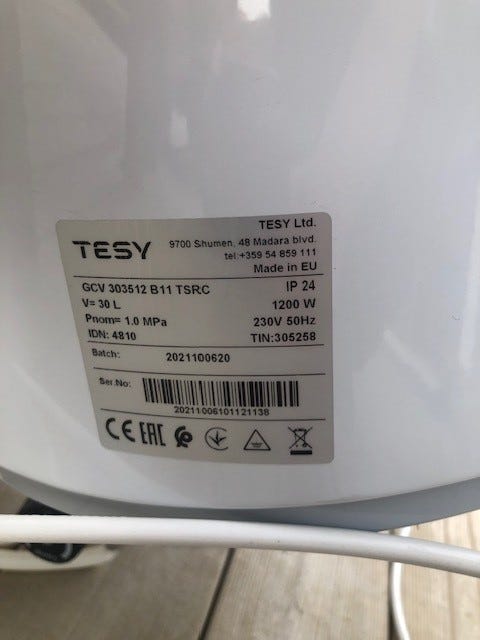 TESY Ltd.
TESY
9700 Shumen, 48 Madara blvd.
tel:+359 54 859 111
Made in EU
GCV 303512 B11 TSRC IP 24
V= 30 L 1200 W
Pnom= 1.0 MPa 230V 50Hz
IDN: 4810 TIN:305258
Batch: 2021100620
Ser.No:
20211006101121138
CE EAC